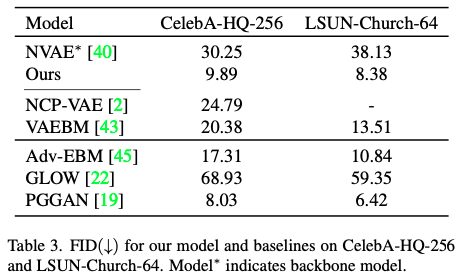 Model CelebA-HQ-256 LSUN-Church-64
NVAE* [40] 30.25 38.13
Ours 9.89 8.38
NCP-VAE [2] 24.79 -
VAEBM [43] 20.38 13.51
Adv-EBM [45] 17.31 10.84
GLOW [22] 68.93 59.35
PGGAN [19] 8.03 6.42
Table 3. FID(↓) for our model and baselines on CelebA-HQ-256
and LSUN-Church-64. Model* indicates backbone model.